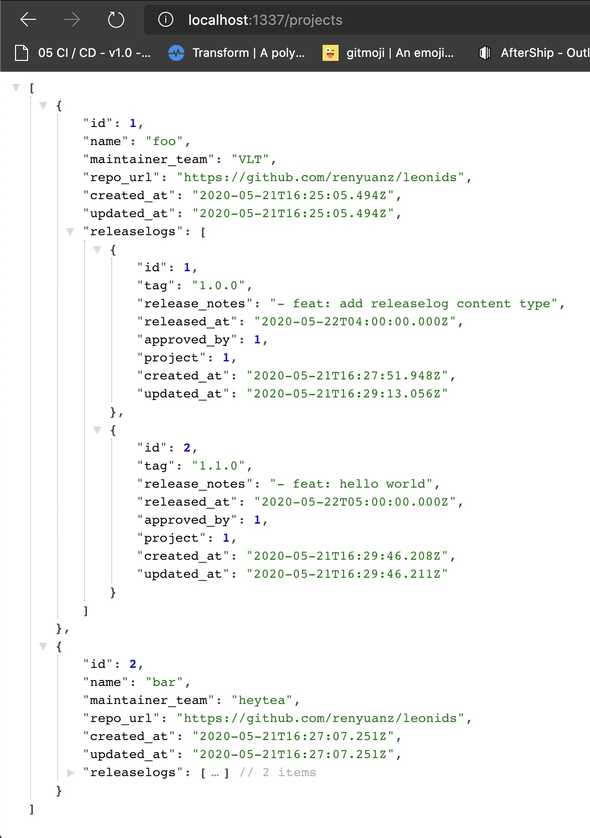 localhost:1337/projects
05 CI / CD - v1.0 -... Transform | A poly... gitmoji | An emoji... AfterShip - Outl
[
{
"id": 1,
"name": "foo",
"maintainer_team": "VLT",
"repo_url": "https://github.com/renyuanz/leonids",
"created_at": "2020-05-21T16:25:05.494Z",
"updated_at": "2020-05-21T16:25:05.494Z",
"releaselogs": [
{
"id": 1,
"tag": "1.0.0",
"release_notes": "- feat: add releaselog content type",
"released_at": "2020-05-22T04:00:00.000Z",
"approved_by": 1,
"project": 1,
"created_at": "2020-05-21T16:27:51.948Z",
"updated_at": "2020-05-21T16:29:13.056Z"
},
{
"id": 2,
"tag": "1.1.0",
"release_notes": "- feat: hello world",
"released_at": "2020-05-22T05:00:00.000Z",
"approved_by": 1,
"project": 1,
"created_at": "2020-05-21T16:29:46.208Z",
"updated_at": "2020-05-21T16:29:46.211Z"
}
]
},
{
"id": 2,
"name": "bar",
"maintainer_team": "heytea",
"repo_url": "https://github.com/renyuanz/leonids",
"created_at": "2020-05-21T16:27:07.251Z",
"updated_at": "2020-05-21T16:27:07.251Z",
"releaselogs": [ … ] // 2 items
}
]